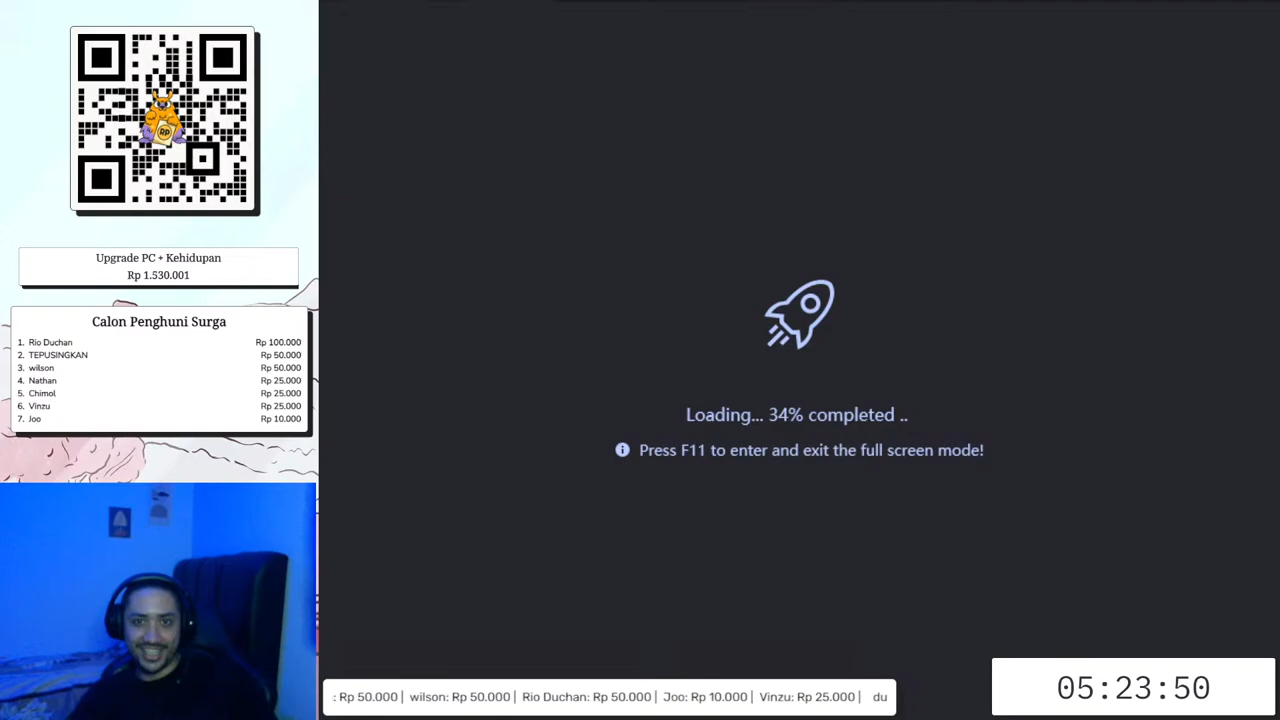 RP
Upgrade PC + Kehidupan
Rp 1.530.001
Calon Penghuni Surga
1. Rio Duchan Rp 100.000
2. TEPUSINGKAN Rp 50.000
3. wilson Rp 50.000
4. Nathan Rp 25.000
5. Chimol Rp 25.000
6. Vinzu Rp 25.000
7. Joo Rp 10.000
Loading... 34% completed ..
Press F11 to enter and exit the full screen mode!
: Rp 50.000 | wilson: Rp 50.000 | Rio Duchan: Rp 50.000 | Joo: Rp 10.000 | Vinzu: Rp 25.000 | du
05:23:50